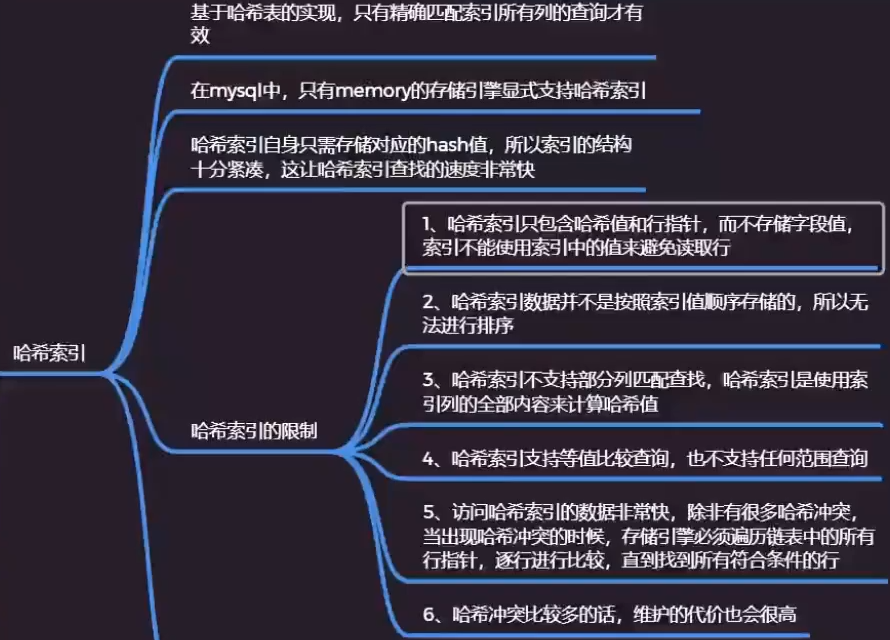 基于哈希表的实现，只有精确匹配索引所有列的查询才有
效
在mysql中，只有memory的存储引擎显式支持哈希索引
哈希索引自身只需存储对应的hash值，所以索引的结构
十分紧凑，这让哈希索引查找的速度非常快
哈希索引
哈希索引的限制
1、哈希索引只包含哈希值和行指针，而不存储字段值，
索引不能使用索引中的值来避免读取行
2、哈希索引数据并不是按照索引值顺序存储的，所以无
法进行排序
3、哈希索引不支持部分列匹配查找，哈希索引是使用索
引列的全部内容来计算哈希值
4、哈希索引支持等值比较查询，也不支持任何范围查询
5、访问哈希索引的数据非常快，除非有很多哈希冲突，
当出现哈希冲突的时候，存储引擎必须遍历链表中的所有
行指针，逐行进行比较，直到找到所有符合条件的行
6、哈希冲突比较多的话，维护的代价也会很高